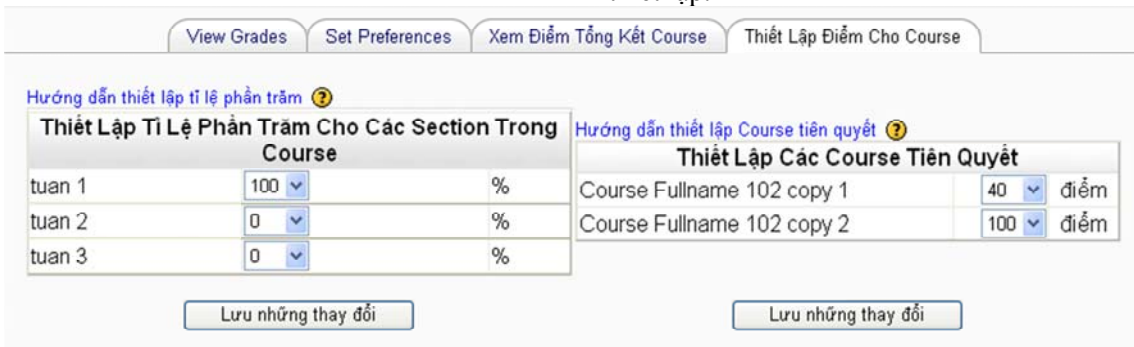 View Grades Set Preferences Xem Điểm Tổng Kết Course Thiết Lập Điểm Cho Course
Hướng dẫn thiết lập tỉ lệ phần trăm
Thiết Lập Tỉ Lệ Phần Trăm Cho Các Section Trong
Course
tuan 1 100 %
tuan 2 0 %
tuan 3 0 %
Lưu những thay đổi
Hướng dẫn thiết lập Course tiên quyết
Thiết Lập Các Course Tiên Quyết
Course Fullname 102 copy 1 40 điểm
Course Fullname 102 copy 2 100 điểm
Lưu những thay đổi